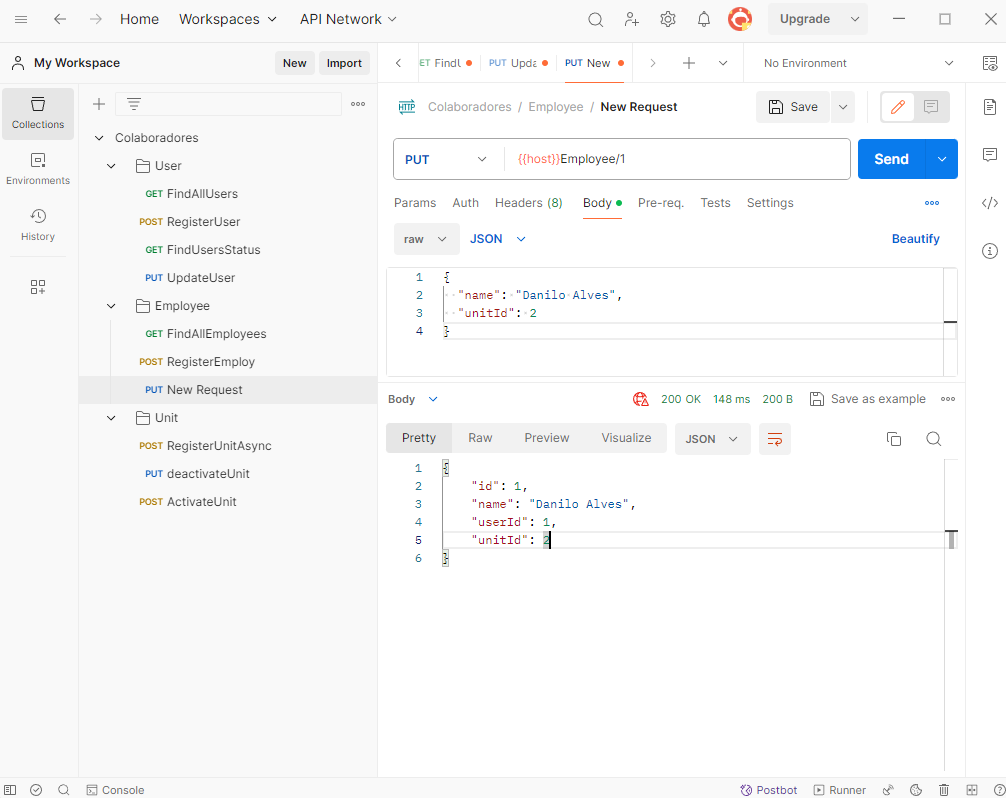 Home Workspaces API Network Upgrade
My Workspace New Import
ET FindU PUT Upda PUT New No Environment
Collections
Environments
History
Colaboradores
User
GET FindAllUsers
POST RegisterUser
GET FindUsersStatus
PUT UpdateUser
Employee
GET FindAllEmployees
POST RegisterEmploy
PUT New Request
Unit
POST RegisterUnitAsync
PUT deactivateUnit
POST ActivateUnit
HTTP Colaboradores / Employee / New Request Save
PUT {{host}}Employee/1 Send
Params Auth Headers (8) Body Pre-req. Tests Settings
raw JSON Beautify
1 {
2 "name": "Danilo Alves",
3 "unitId": 2
4 }
Body 200 OK 148 ms 200 B Save as example
Pretty Raw Preview Visualize JSON
1 {
2 "id": 1,
3 "name": "Danilo Alves",
4 "userId": 1,
5 "unitId": 2
6 }
Console Postbot Runner